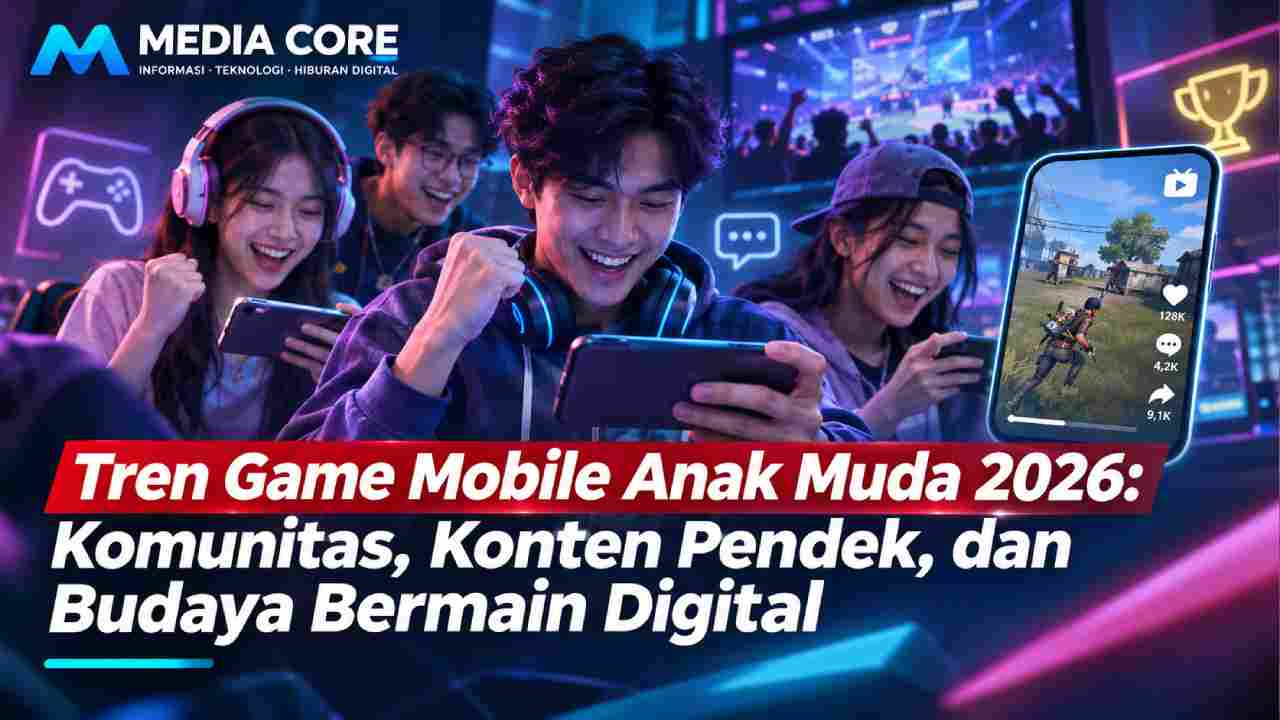 MEDIA CORE
INFORMASI · TEKNOLOGI · HIBURAN DIGITAL
128K
4,2K
9,1K
Tren Game Mobile Anak Muda 2026:
Komunitas, Konten Pendek, dan
Budaya Bermain Digital